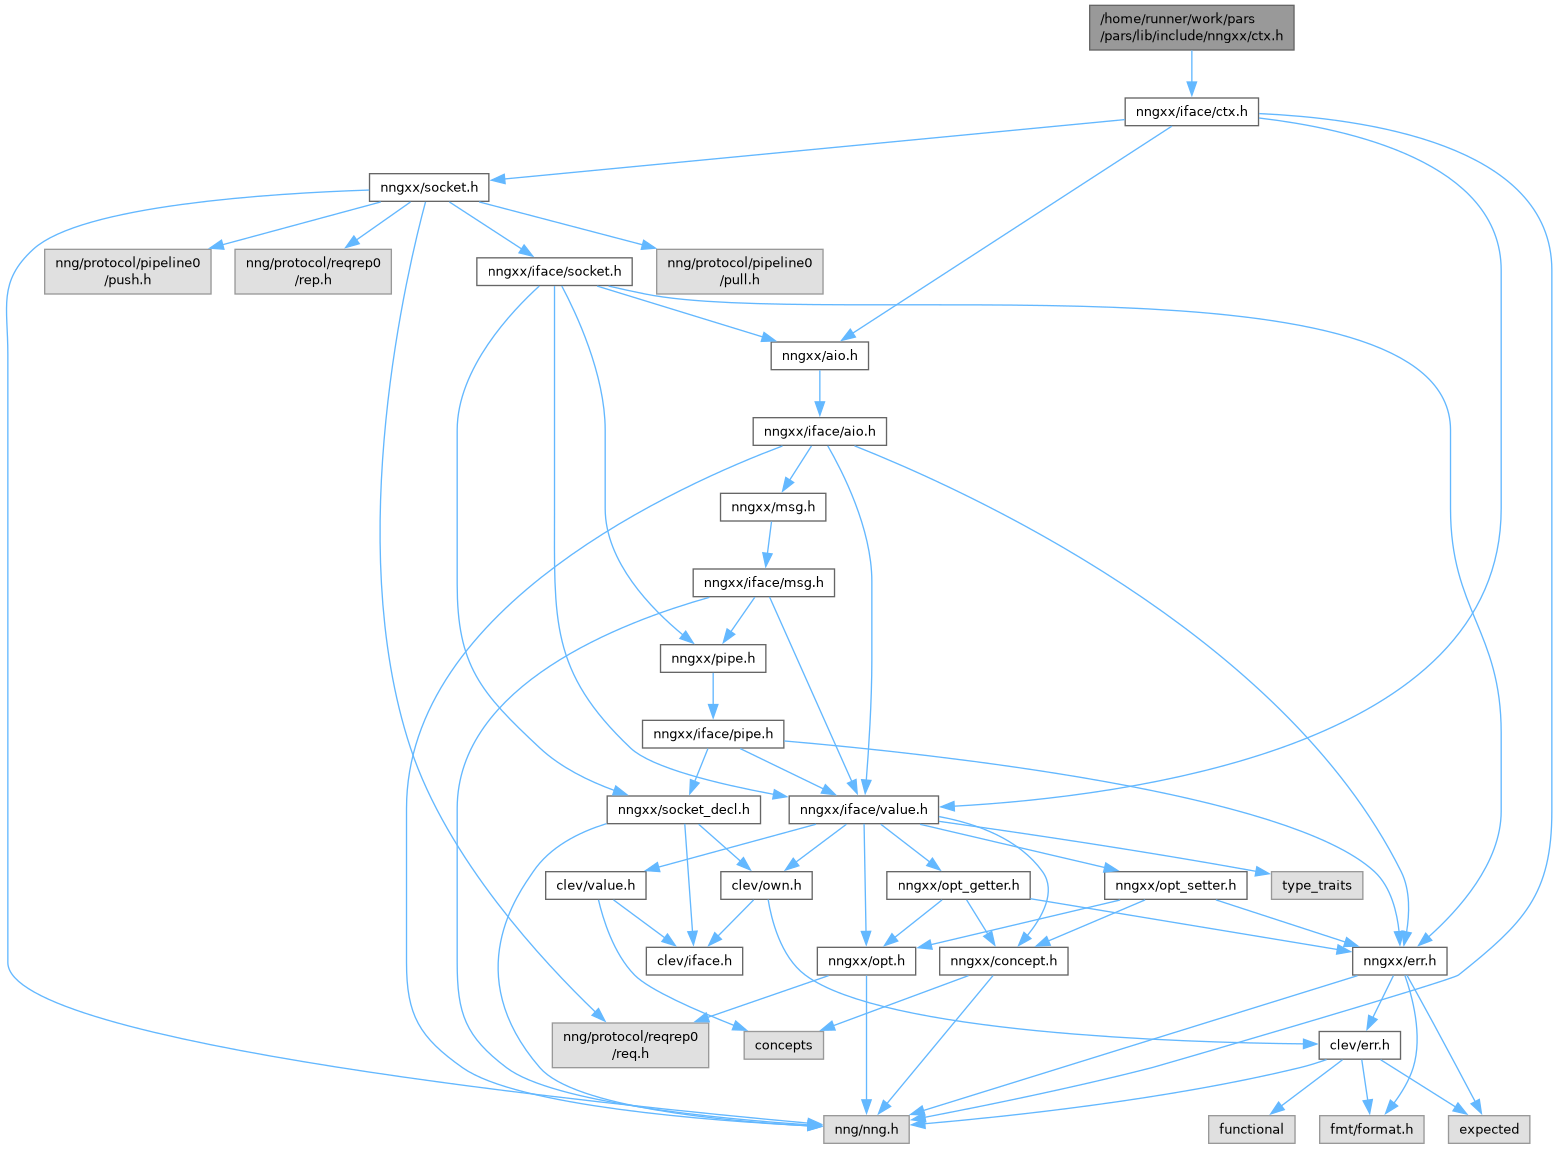 /home/runner/work/pars
/pars/lib/include/nngxx/ctx.h
nngxx/iface/ctx.h
nngxx/socket.h
nng/protocol/pipeline0
/push.h
nng/protocol/reqrep0
/rep.h
nngxx/iface/socket.h
nng/protocol/pipeline0
/pull.h
nngxx/aio.h
nngxx/iface/aio.h
nngxx/msg.h
nngxx/iface/msg.h
nngxx/pipe.h
nngxx/iface/pipe.h
nngxx/socket_decl.h
nngxx/iface/value.h
clev/value.h
clev/own.h
nngxx/opt_getter.h
nngxx/opt_setter.h
type_traits
clev/iface.h
nngxx/opt.h
nngxx/concept.h
nngxx/err.h
nng/protocol/reqrep0
/req.h
concepts
clev/err.h
nng/nng.h
functional
fmt/format.h
expected